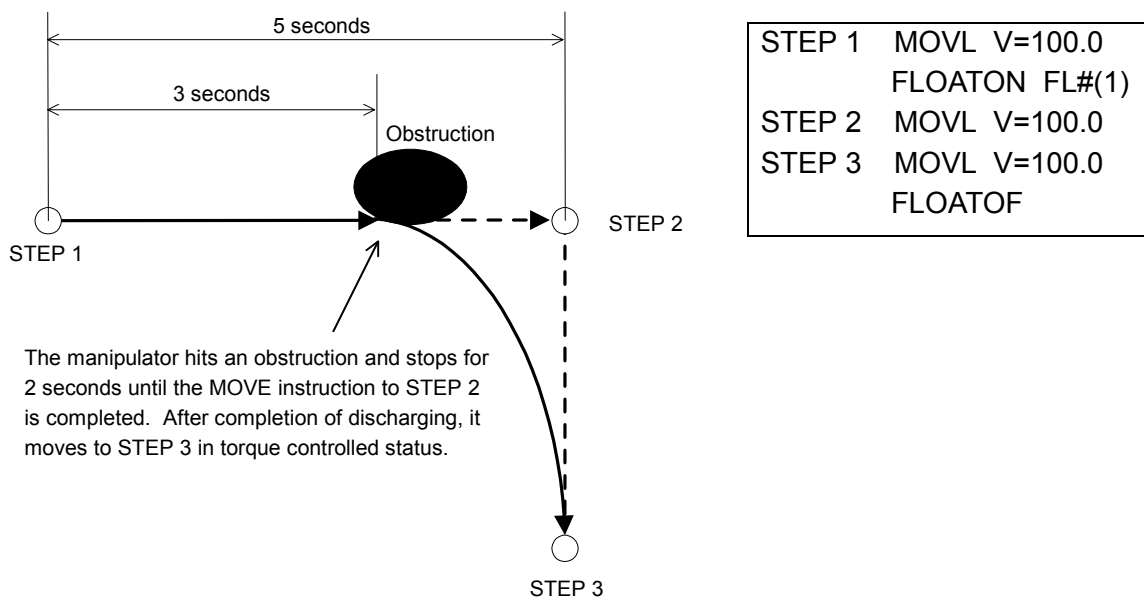 5 seconds
3 seconds
Obstruction
STEP 1
STEP 2
The manipulator hits an obstruction and stops for
2 seconds until the MOVE instruction to STEP 2
is completed. After completion of discharging, it
moves to STEP 3 in torque controlled status.
STEP 3
STEP 1 MOVL V=100.0
FLOATON FL#(1)
STEP 2 MOVL V=100.0
STEP 3 MOVL V=100.0
FLOATOF